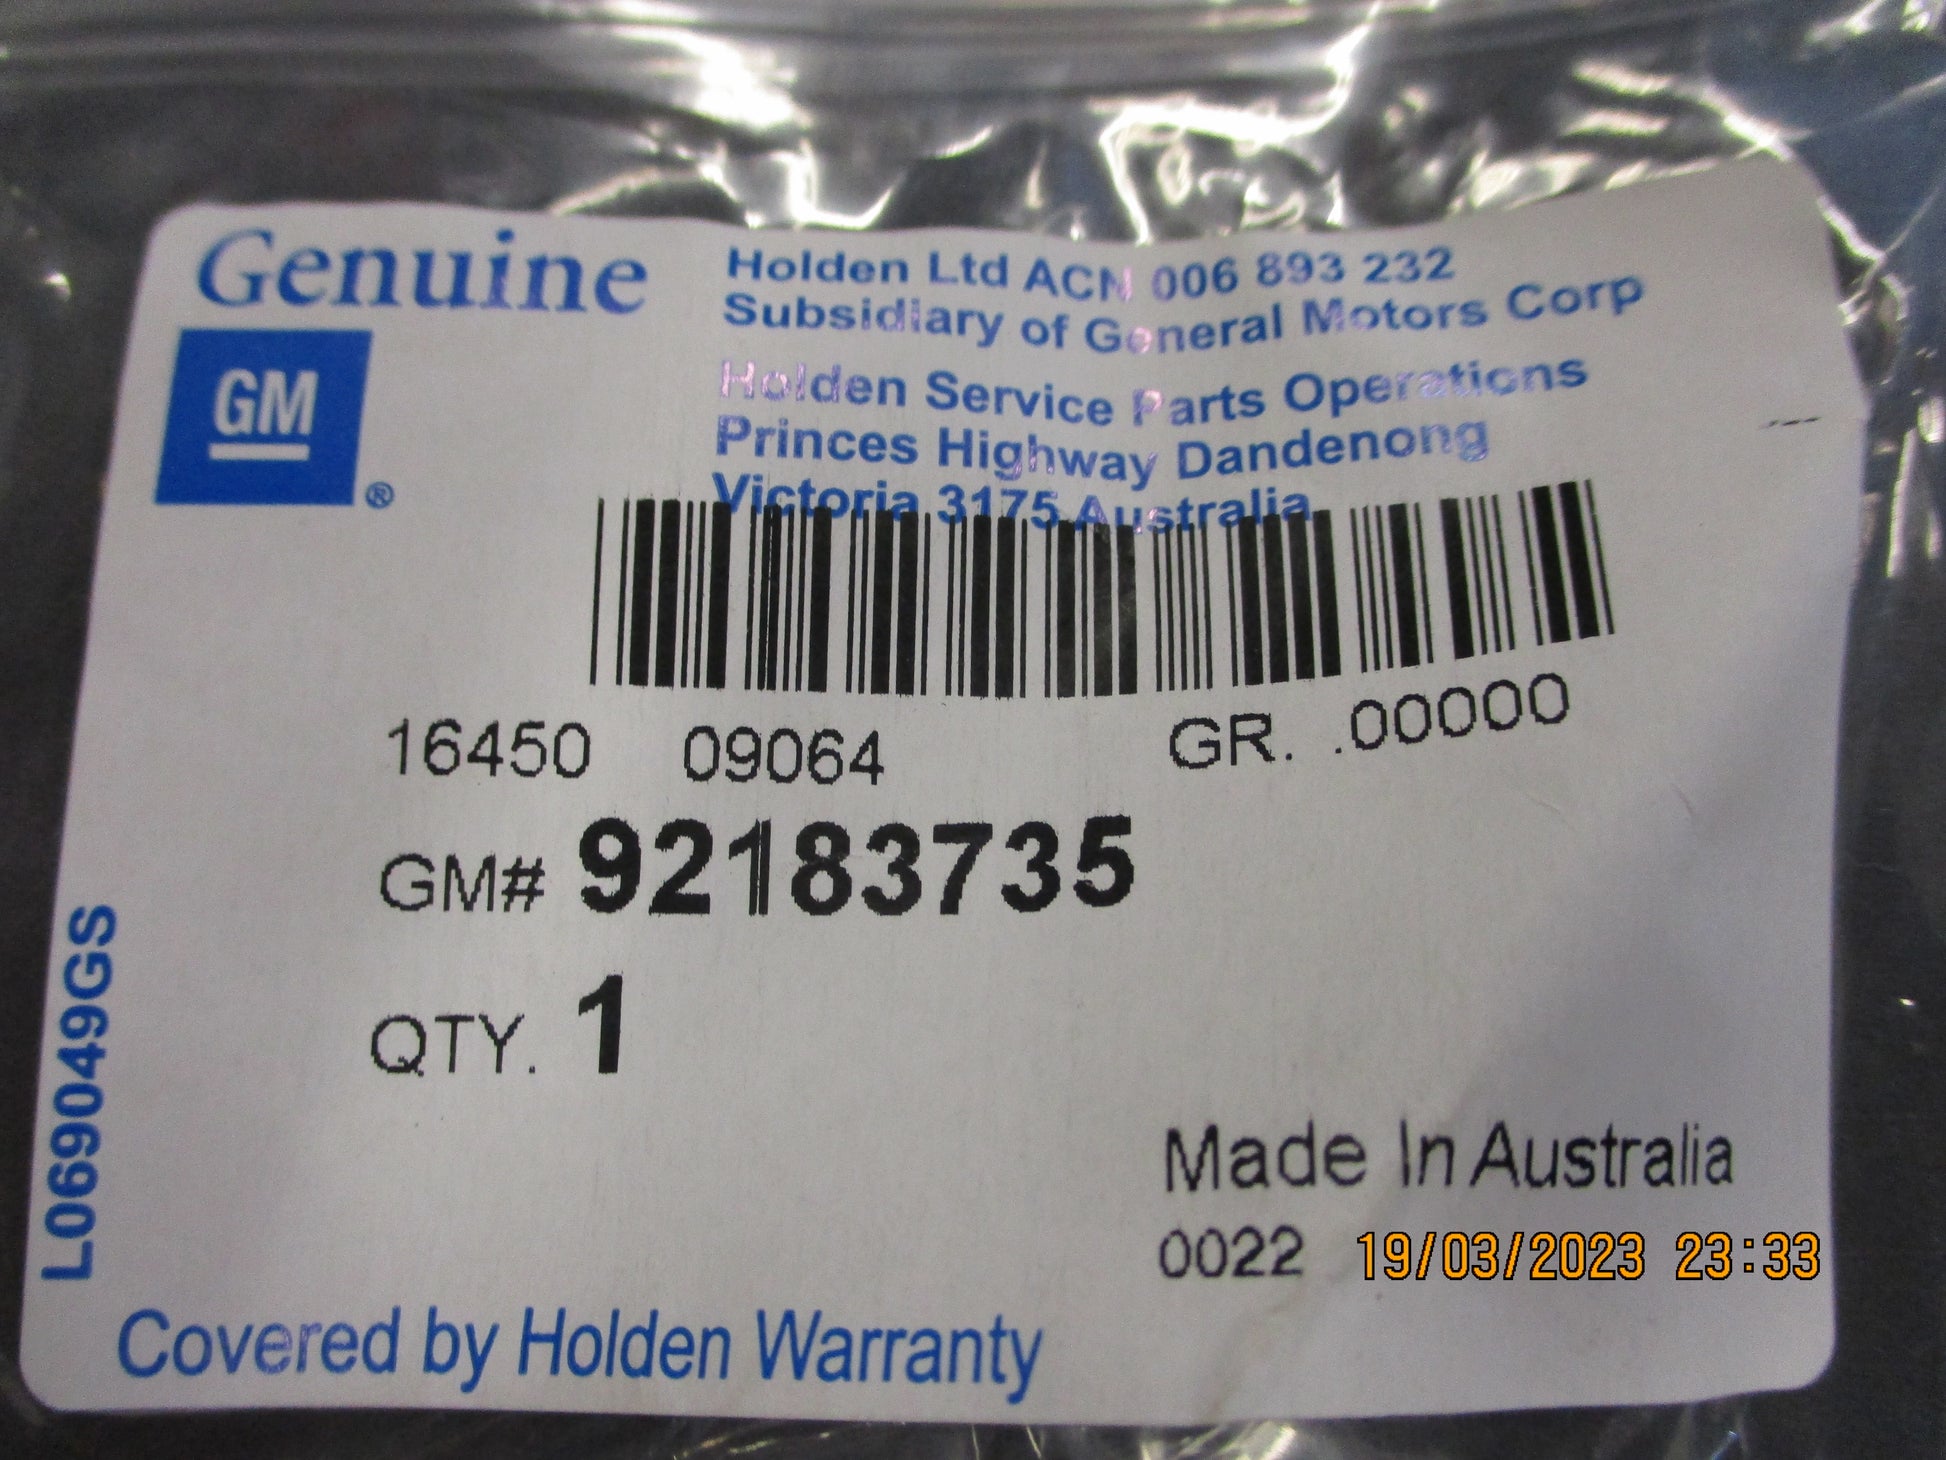 Genuine
GM
®
Holden Ltd ACN 006 893 232
Subsidiary of General Motors Corp
Holden Service Parts Operations
Princes Highway Dandenong
Victoria 3175 Australia
16450 09064 GR. .00000
GM# 92183735
QTY. 1
Made In Australia
0022 19/03/2023 23:33
L069049GS
Covered by Holden Warranty